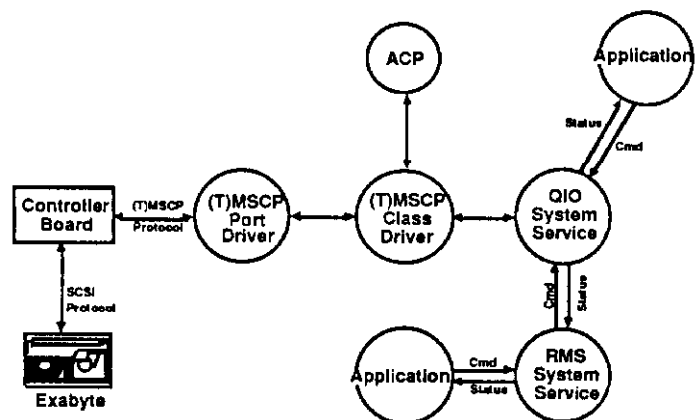 ACP
Application
Status
Cmd
Controller
Board
(T)MSCP
Protocol
(T)MSCP
Port
Driver
(T)MSCP
Class
Driver
QIO
System
Service
SCSI
Protocol
Cmd
Status
Exabyte
Application
Cmd
Status
RMS
System
Service